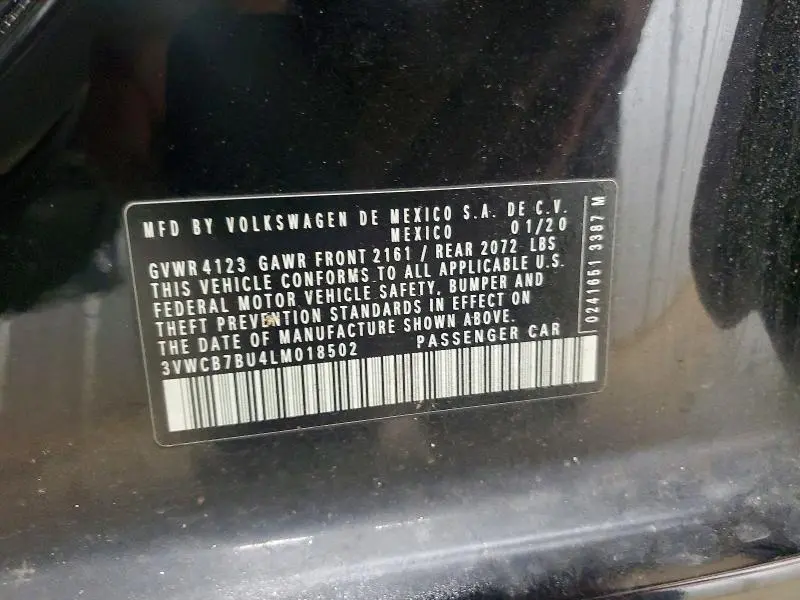 MFD BY VOLKSWAGEN DE MEXICO S.A. DE C.V.
MEXICO 01/20
GVWR 4123 GAWR FRONT 2161 / REAR 2072 LBS
THIS VEHICLE CONFORMS TO ALL APPLICABLE U.S.
FEDERAL MOTOR VEHICLE SAFETY, BUMPER AND
THEFT PREVENTION STANDARDS IN EFFECT ON
THE DATE OF MANUFACTURE SHOWN ABOVE.
3VWCB7BU4LM018502 PASSENGER CAR
0241651 3387 M